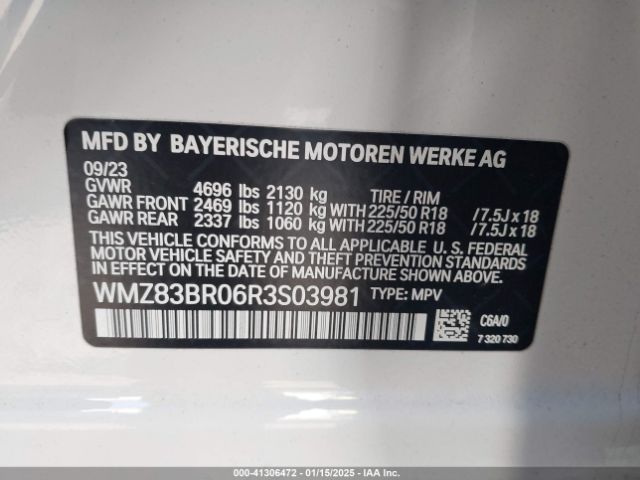 MFD BY BAYERISCHE MOTOREN WERKE AG
09/23
GVWR 4696 lbs 2130 kg TIRE / RIM
GAWR FRONT 2469 lbs 1120 kg WITH 225/50 R18 /7.5J x 18
GAWR REAR 2337 lbs 1060 kg WITH 225/50 R18 /7.5J x 18
THIS VEHICLE CONFORMS TO ALL APPLICABLE U. S. FEDERAL
MOTOR VEHICLE SAFETY AND THEFT PREVENTION STANDARDS
IN EFFECT ON THE DATE OF MANUFACTURE SHOWN ABOVE.
WMZ83BR06R3S03981 TYPE: MPV
C6A/0
7 320 730
000-41306472 — 01/15/2025 — IAAI.COM